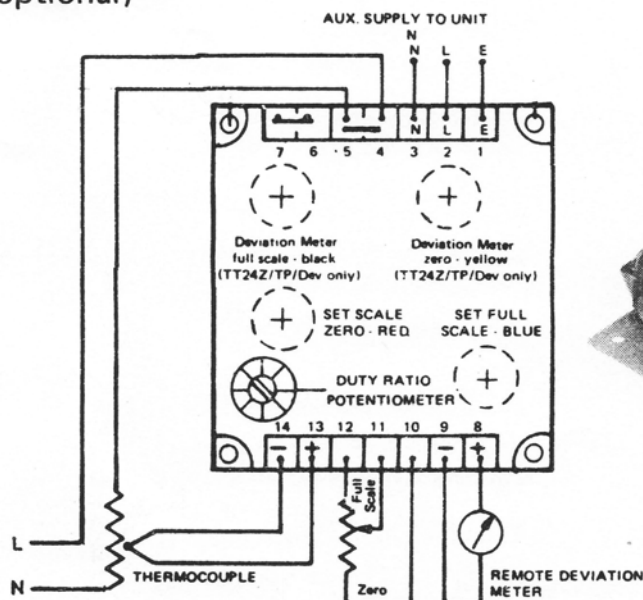 optional)
AUX. SUPPLY TO UNIT
N
N L E
N L E
7 6 5 4 3 2 1
Deviation Meter
full scale - black
(TT24Z/TP/Dev only)
Deviation Meter
zero - yellow
(TT24Z/TP/Dev only)
SET SCALE
ZERO - RED
SET FULL
SCALE - BLUE
DUTY RATIO
POTENTIOMETER
14 13 12 11 10 9 8
- + - +
Full
Scale
L
N
THERMOCOUPLE
Zero
REMOTE DEVIATION
METER